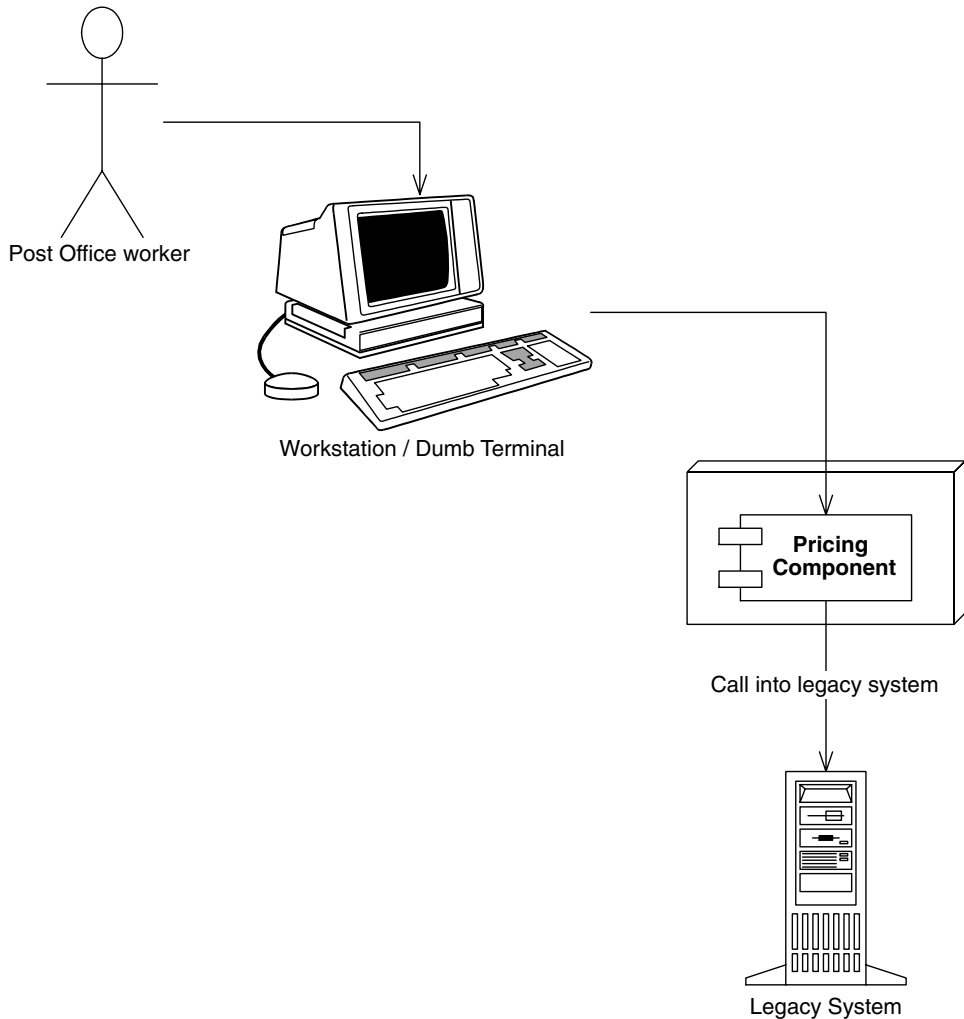 Post Office worker
Workstation / Dumb Terminal
Pricing
Component
Call into legacy system
Legacy System